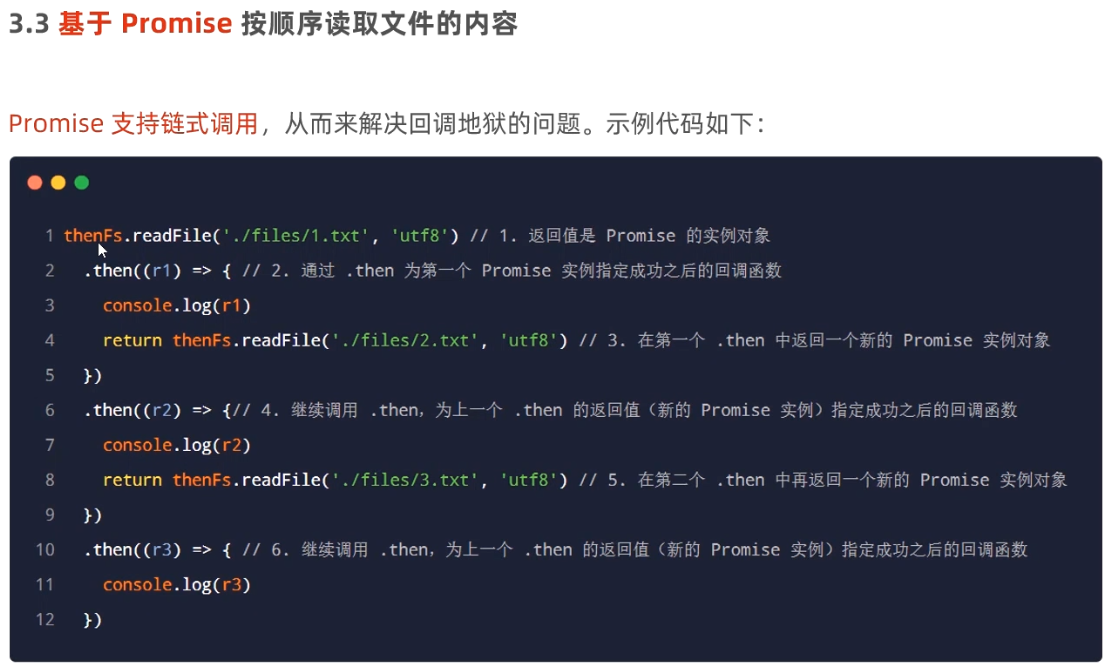 3.3 基于 Promise 按顺序读取文件的内容
Promise 支持链式调用，从而来解决回调地狱的问题。示例代码如下：
1 thenFs.readFile('./files/1.txt', 'utf8') // 1. 返回值是 Promise 的实例对象
2 .then((r1) => { // 2. 通过 .then 为第一个 Promise 实例指定成功之后的回调函数
3 console.log(r1)
4 return thenFs.readFile('./files/2.txt', 'utf8') // 3. 在第一个 .then 中返回一个新的 Promise 实例对象
5 })
6 .then((r2) => {// 4. 继续调用 .then，为上一个 .then 的返回值（新的 Promise 实例）指定成功之后的回调函数
7 console.log(r2)
8 return thenFs.readFile('./files/3.txt', 'utf8') // 5. 在第二个 .then 中再返回一个新的 Promise 实例对象
9 })
10 .then((r3) => { // 6. 继续调用 .then，为上一个 .then 的返回值（新的 Promise 实例）指定成功之后的回调函数
11 console.log(r3)
12 })